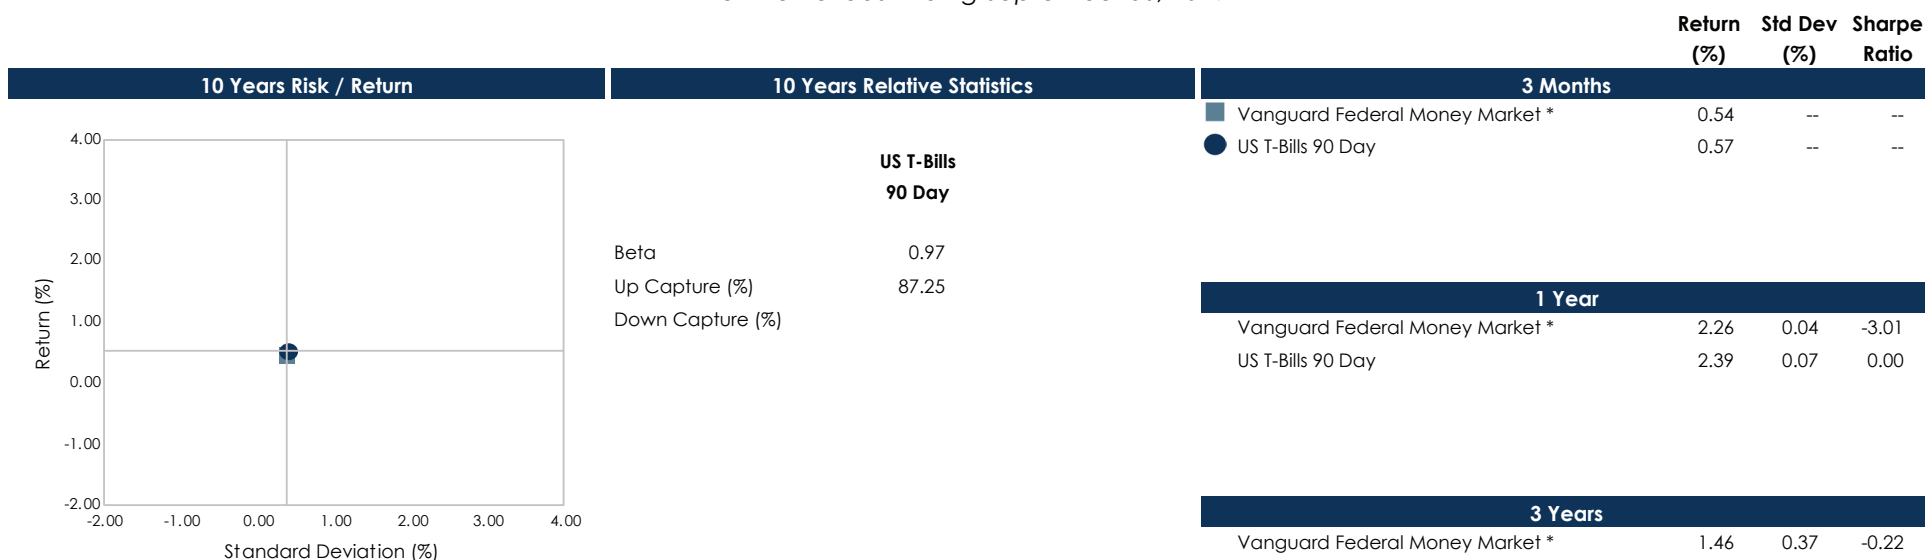 Return Std Dev Sharpe
(%) (%) Ratio
10 Years Risk / Return
4.00
3.00
2.00
1.00
0.00
-1.00
-2.00
Return (%)
-2.00 -1.00 0.00 1.00 2.00 3.00 4.00
Standard Deviation (%)
10 Years Relative Statistics
US T-Bills
90 Day
Beta 0.97
Up Capture (%) 87.25
Down Capture (%)
3 Months
Vanguard Federal Money Market * 0.54 -- --
US T-Bills 90 Day 0.57 -- --
1 Year
Vanguard Federal Money Market * 2.26 0.04 -3.01
US T-Bills 90 Day 2.39 0.07 0.00
3 Years
Vanguard Federal Money Market * 1.46 0.37 -0.22